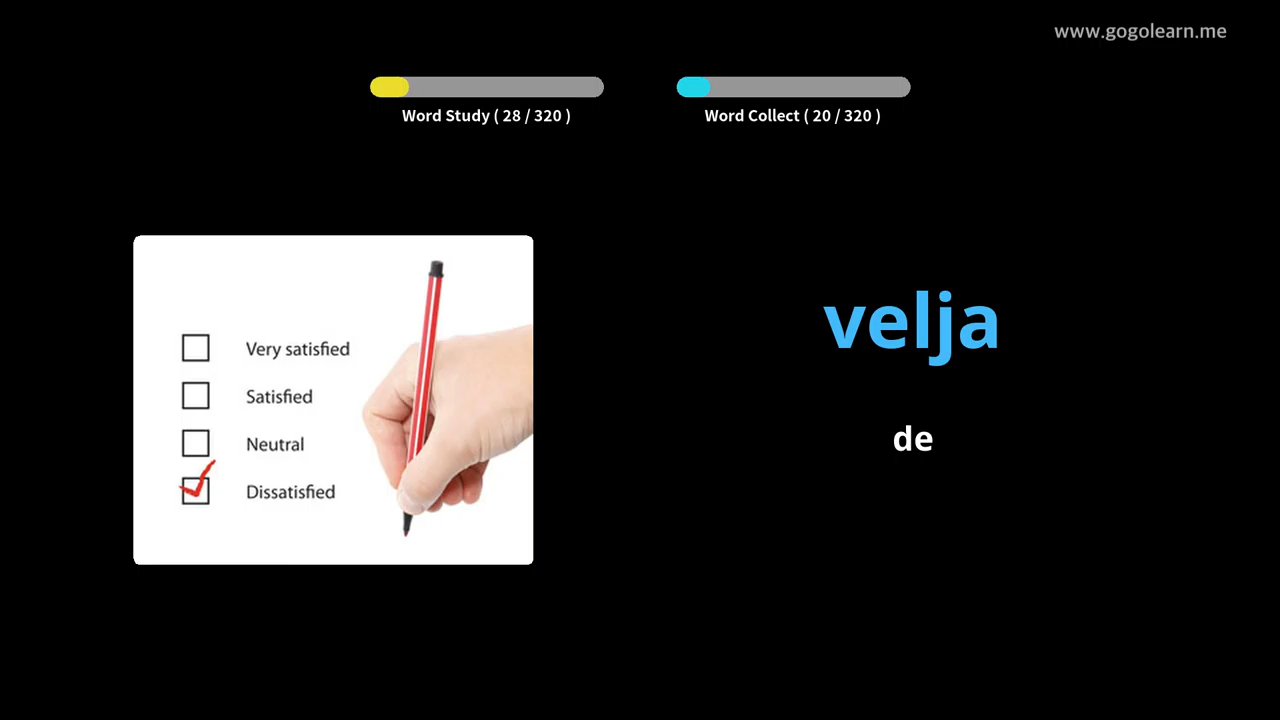 www.gogolearn.me
Word Study ( 28 / 320 )
Word Collect ( 20 / 320 )
Very satisfied
Satisfied
Neutral
Dissatisfied
velja
de